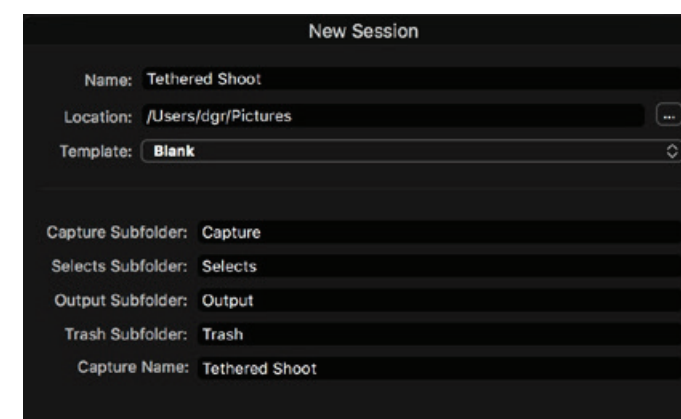 New Session
Name: Tethered Shoot
Location: /Users/dgr/Pictures ...
Template: Blank
Capture Subfolder: Capture
Selects Subfolder: Selects
Output Subfolder: Output
Trash Subfolder: Trash
Capture Name: Tethered Shoot